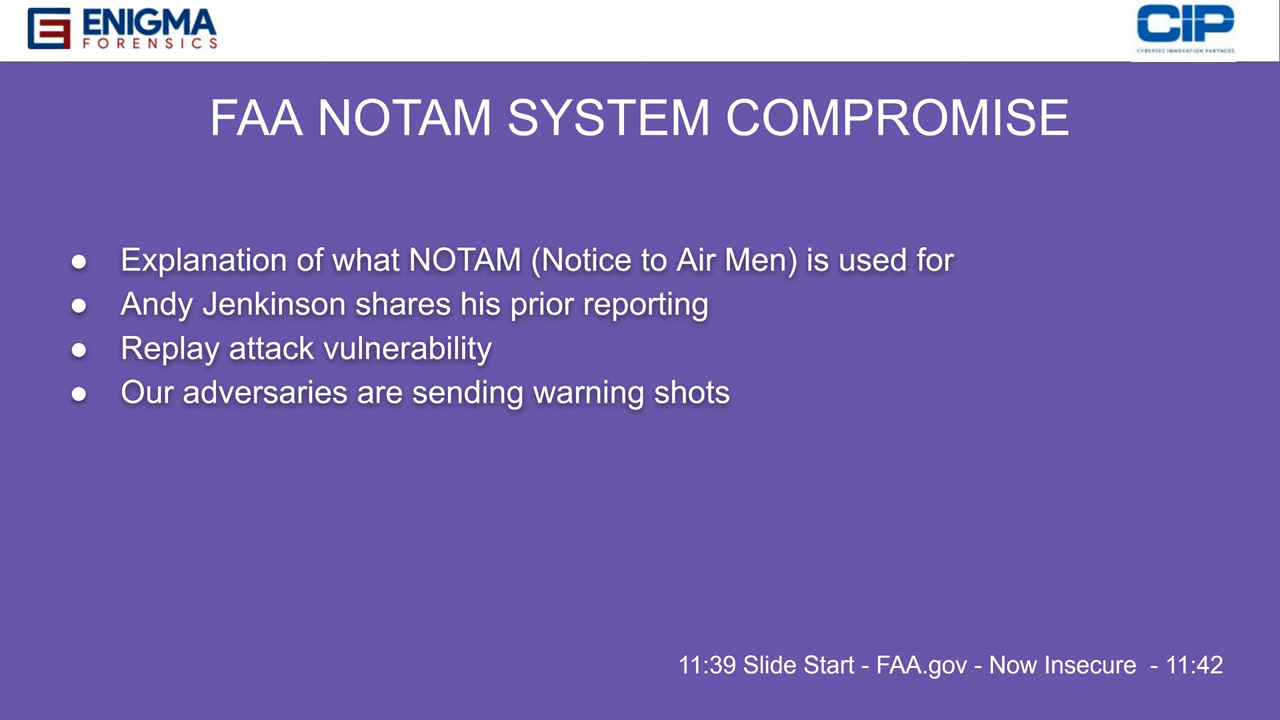 ENIGMA
FORENSICS
CIP
CYBERSEC INNOVATION PARTNERS
FAA NOTAM SYSTEM COMPROMISE
● Explanation of what NOTAM (Notice to Air Men) is used for
● Andy Jenkinson shares his prior reporting
● Replay attack vulnerability
● Our adversaries are sending warning shots
11:39 Slide Start - FAA.gov - Now Insecure - 11:42